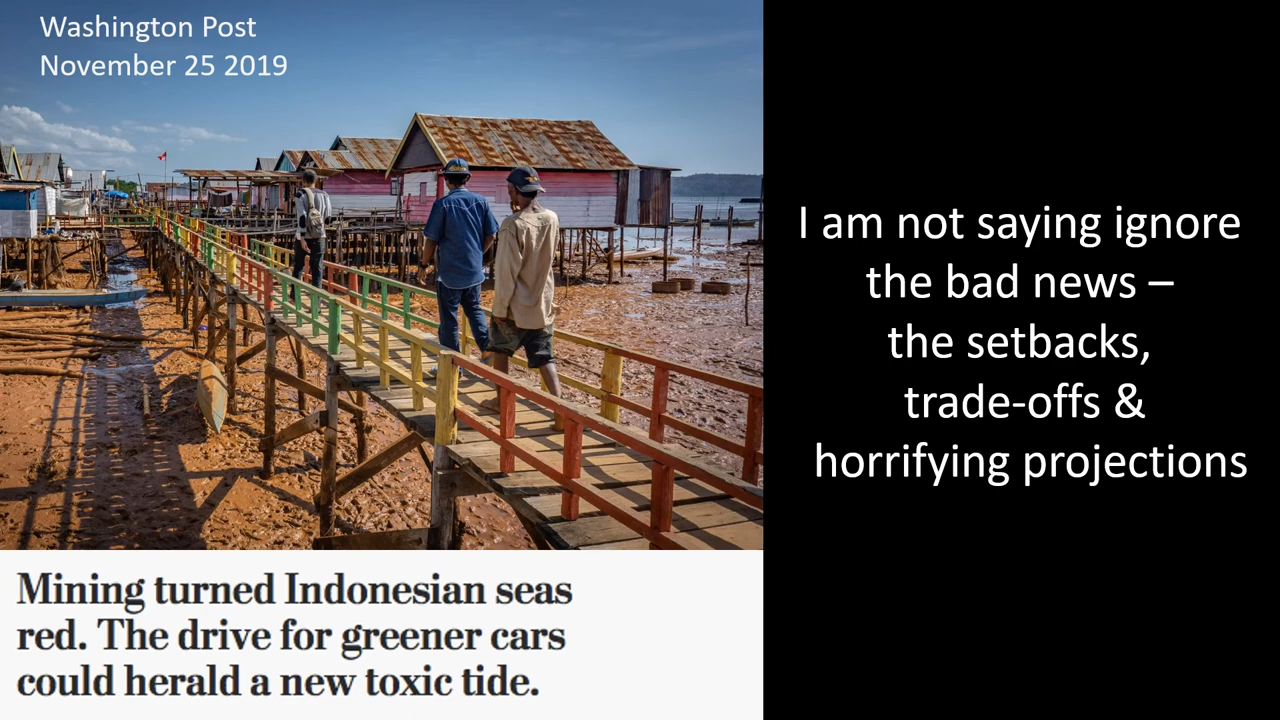 Washington Post
November 25 2019
I am not saying ignore
the bad news –
the setbacks,
trade-offs &
horrifying projections
Mining turned Indonesian seas
red. The drive for greener cars
could herald a new toxic tide.